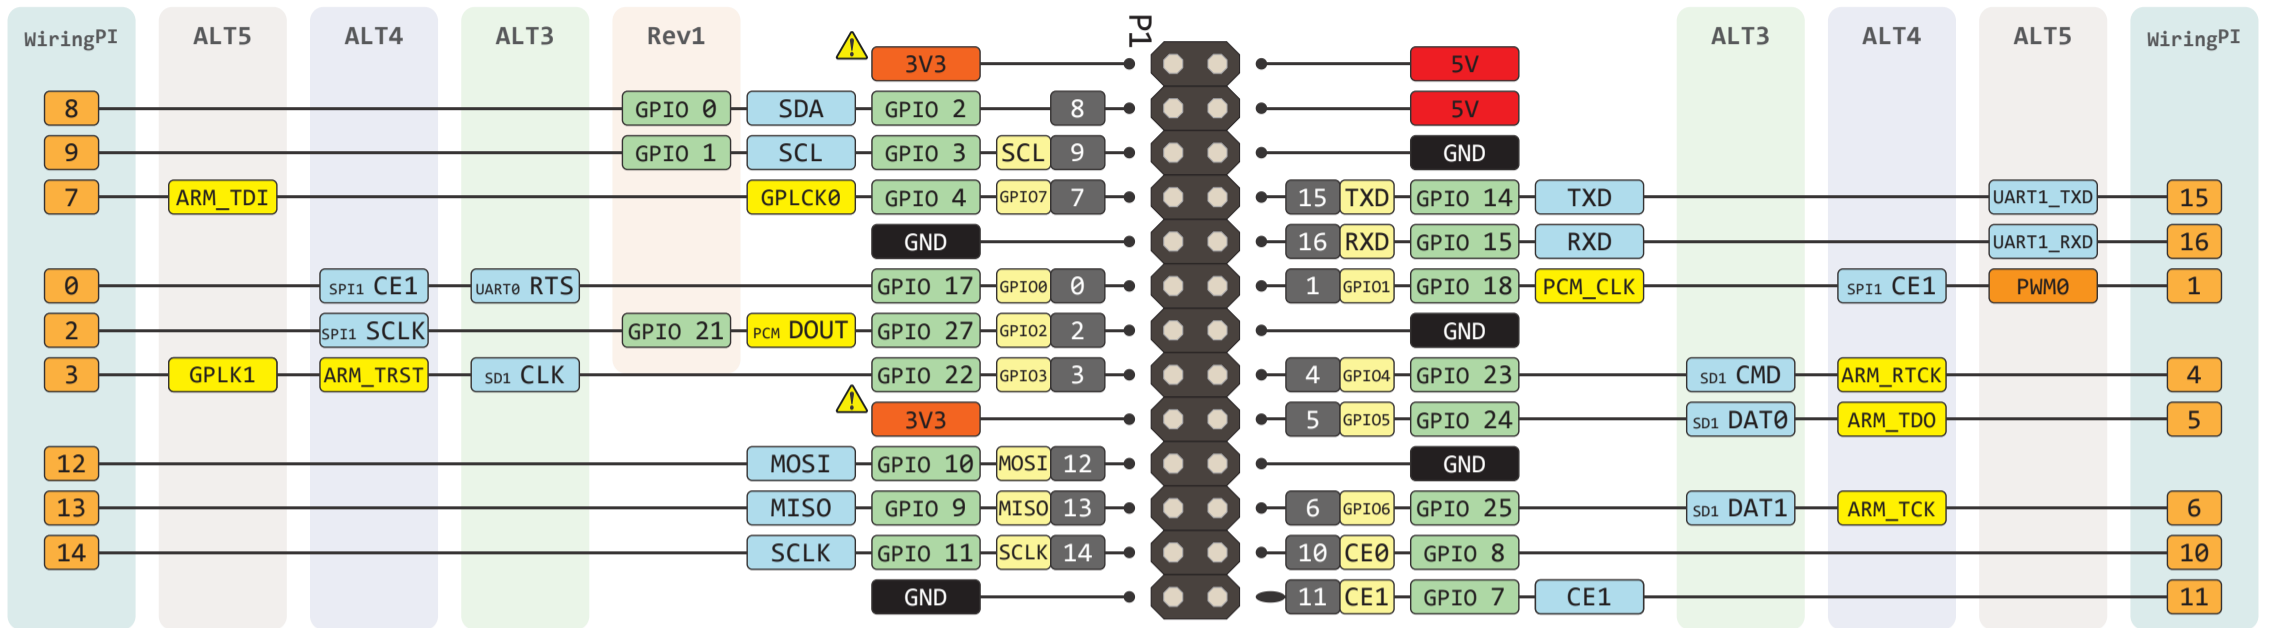 WiringPI ALT5 ALT4 ALT3 Rev1 P1 ALT3 ALT4 ALT5 WiringPI
3V3 5V
8 GPIO 0 SDA GPIO 2 8 5V
9 GPIO 1 SCL GPIO 3 SCL 9 GND
7 ARM_TDI GPLCK0 GPIO 4 GPIO7 7 15 TXD GPIO 14 TXD UART1_TXD 15
GND 16 RXD GPIO 15 RXD UART1_RXD 16
0 SPI1 CE1 UART0 RTS GPIO 17 GPIO0 0 1 GPIO1 GPIO 18 PCM_CLK SPI1 CE1 PWM0 1
2 SPI1 SCLK GPIO 21 PCM DOUT GPIO 27 GPIO2 2 GND
3 GPLK1 ARM_TRST SD1 CLK GPIO 22 GPIO3 3 4 GPIO4 GPIO 23 SD1 CMD ARM_RTCK 4
3V3 5 GPIO5 GPIO 24 SD1 DAT0 ARM_TDO 5
12 MOSI GPIO 10 MOSI 12 GND
13 MISO GPIO 9 MISO 13 6 GPIO6 GPIO 25 SD1 DAT1 ARM_TCK 6
14 SCLK GPIO 11 SCLK 14 10 CE0 GPIO 8 10
GND 11 CE1 GPIO 7 CE1 11